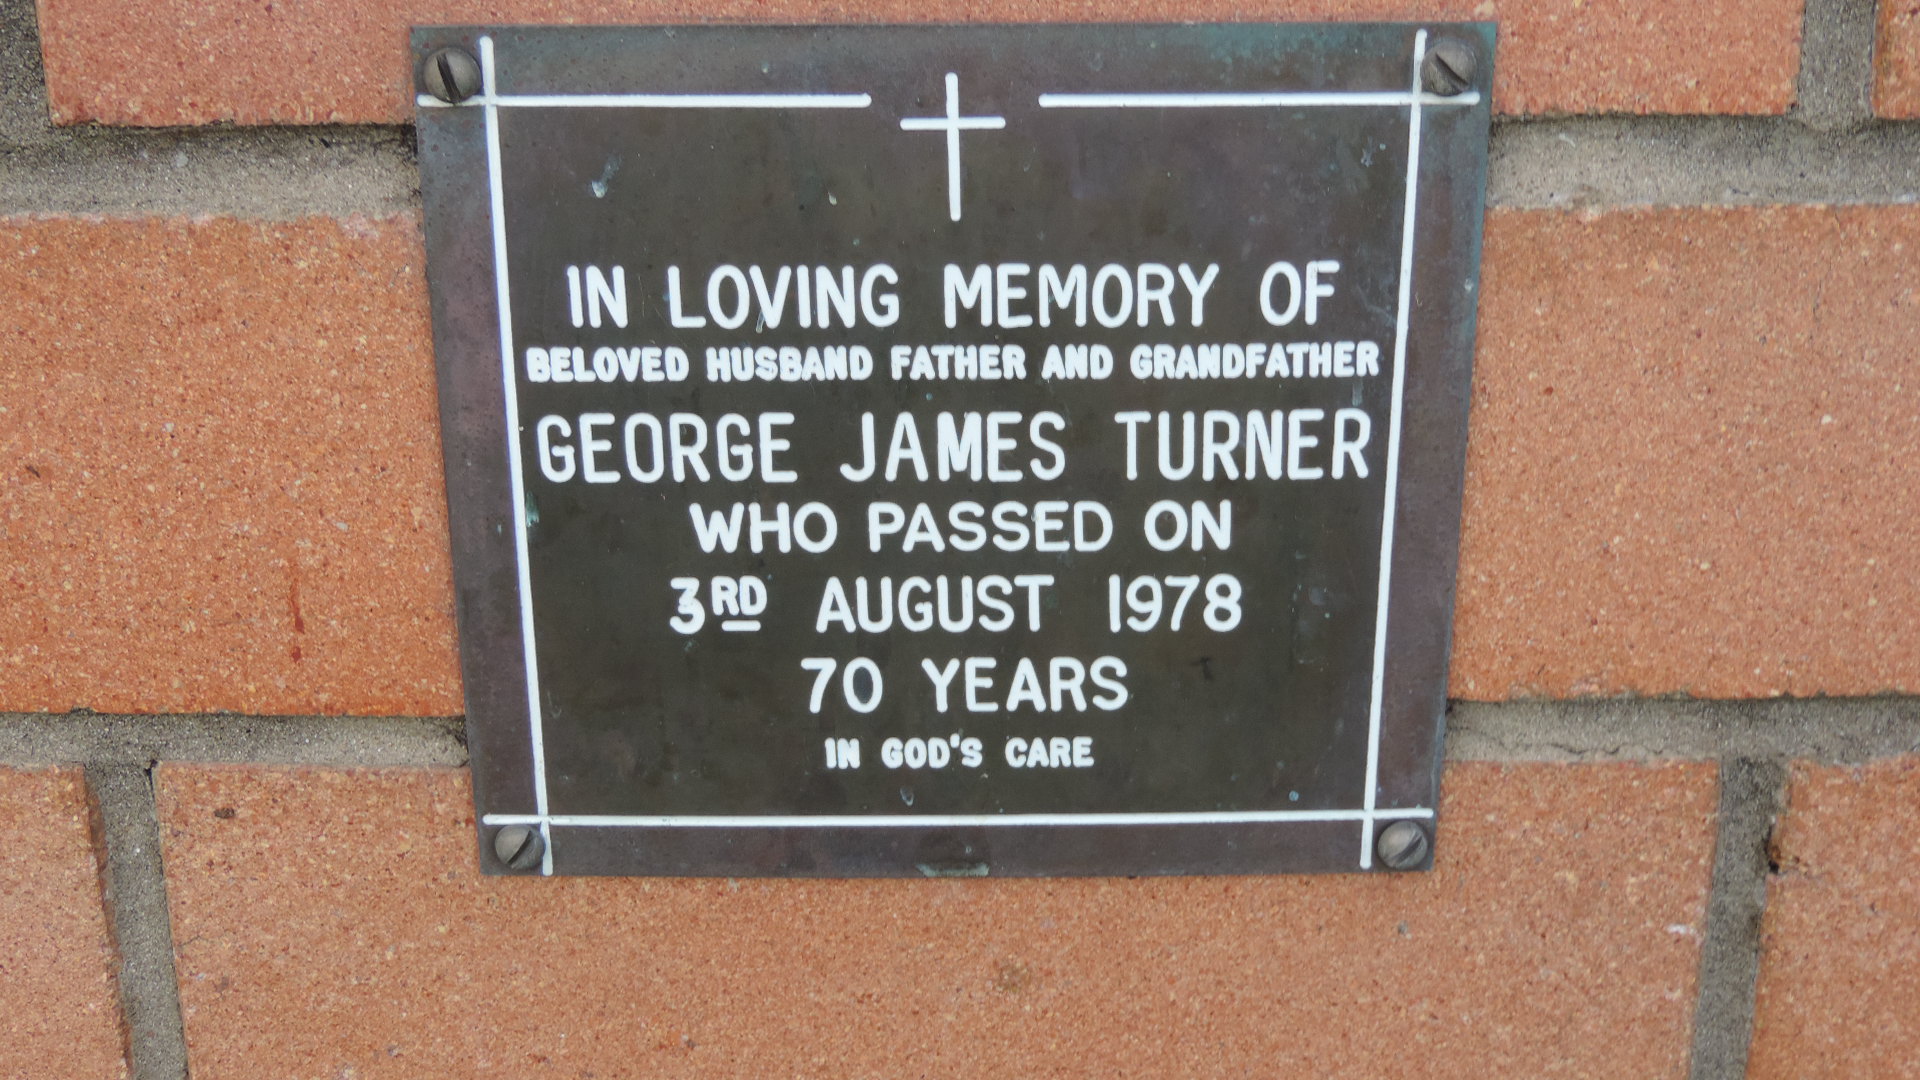 IN LOVING MEMORY OF
BELOVED HUSBAND FATHER AND GRANDFATHER
GEORGE JAMES TURNER
WHO PASSED ON
3RD AUGUST 1978
70 YEARS
IN GOD'S CARE